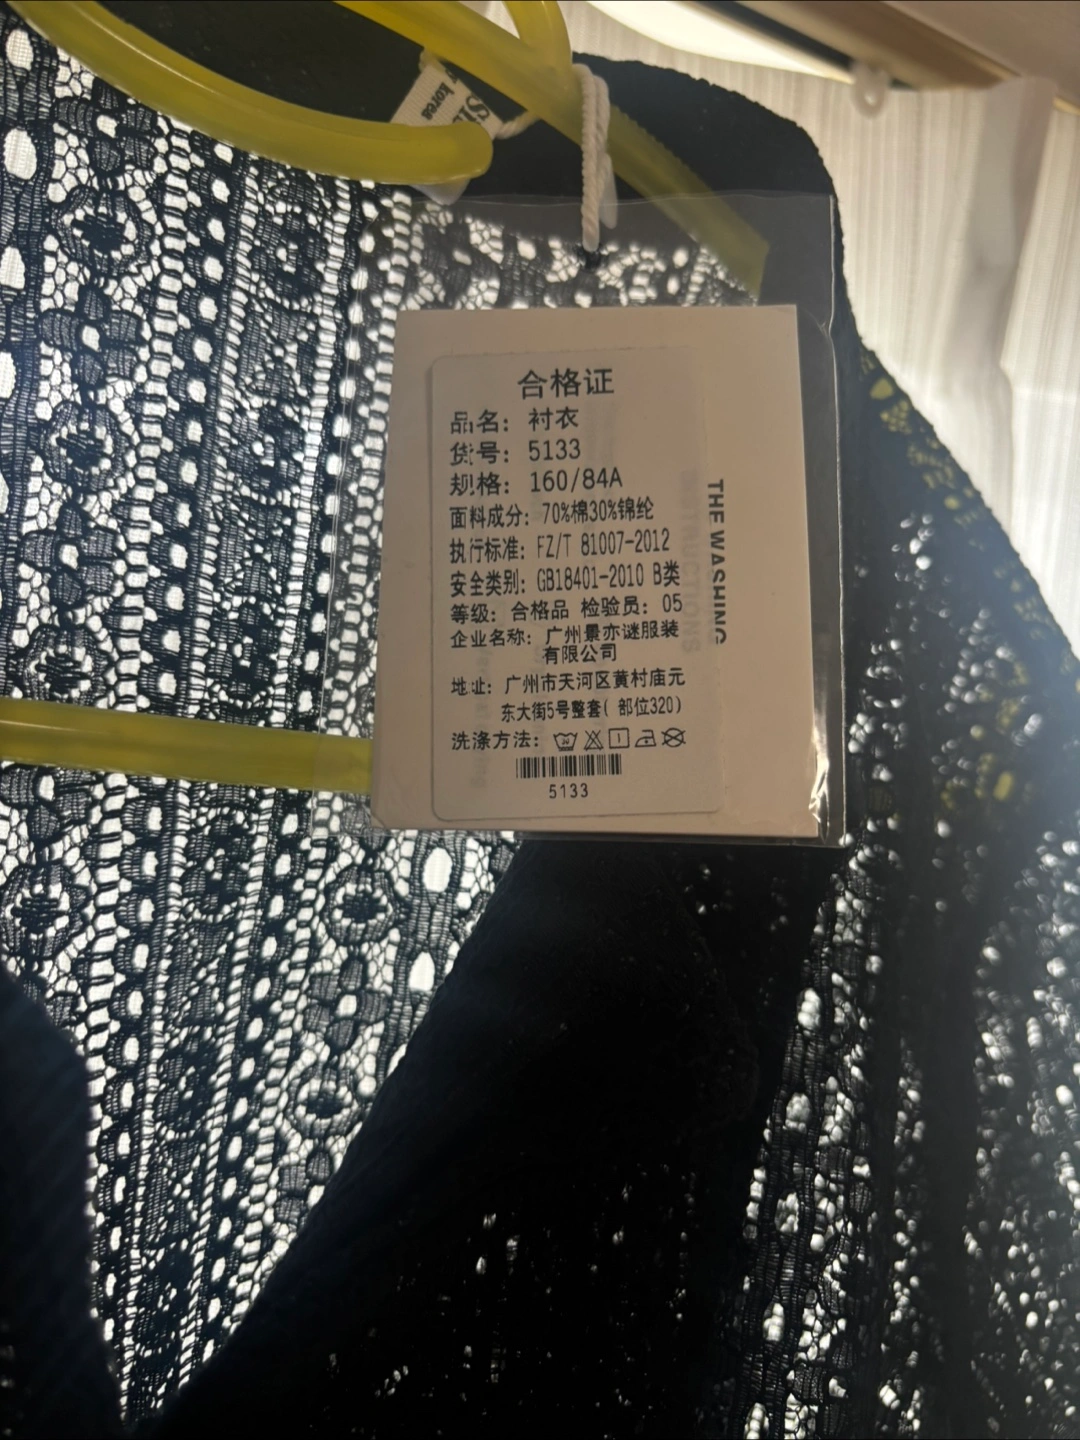 korea
合格证
品名: 衬衣
货号: 5133
规格: 160/84A
面料成分: 70%棉30%锦纶
执行标准: FZ/T 81007-2012
安全类别: GB18401-2010 B类
等级: 合格品 检验员: 05
企业名称: 广州景亦谜服装
有限公司
地址: 广州市天河区黄村庙元
东大街5号整套( 部位320)
洗涤方法:
5133
THE WASHING
INSTRUCTIONS